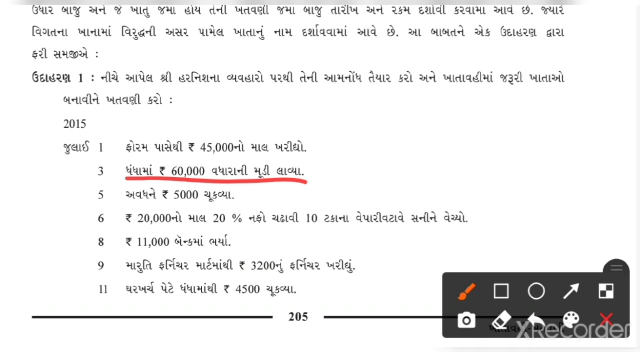 ઉધાર બાજુ અને જે ખાતુ જમા હોય તેની ખતવણી જમા બાજુ તારીખ અને રકમ દર્શાવી કરવામાં આવે છે. જ્યારે
વિગતના ખાનામાં વિરુદ્ધની અસર પામેલ ખાતાનું નામ દર્શાવવામાં આવે છે. આ બાબતને એક ઉદાહરણ દ્વારા
ફરી સમજીએ :
ઉદાહરણ 1 : નીચે આપેલ શ્રી હરનિશના વ્યવહારો પરથી તેની આમનોંધ તૈયાર કરો અને ખાતાવહીમાં જરૂરી ખાતાઓ
બનાવીને ખતવણી કરો :
2015
જુલાઈ 1 ફોરમ પાસેથી ₹ 45,000નો માલ ખરીદ્યો.
3 ધંધામાં ₹ 60,000 વધારાની મૂડી લાવ્યા.
5 અવધને ₹ 5000 ચૂકવ્યા.
6 ₹ 20,000નો માલ 20 % નફો ચઢાવી 10 ટકાના વેપારીવટાવે સનીને વેચ્યો.
8 ₹ 11,000 બૅન્કમાં ભર્યા.
9 મારુતિ ફર્નિચર માર્ટમાંથી ₹ 3200નું ફર્નિચર ખરીદ્યું.
11 ઘરખર્ચ પેટે ધંધામાંથી ₹ 4500 ચૂકવ્યા.
205
XRecorder